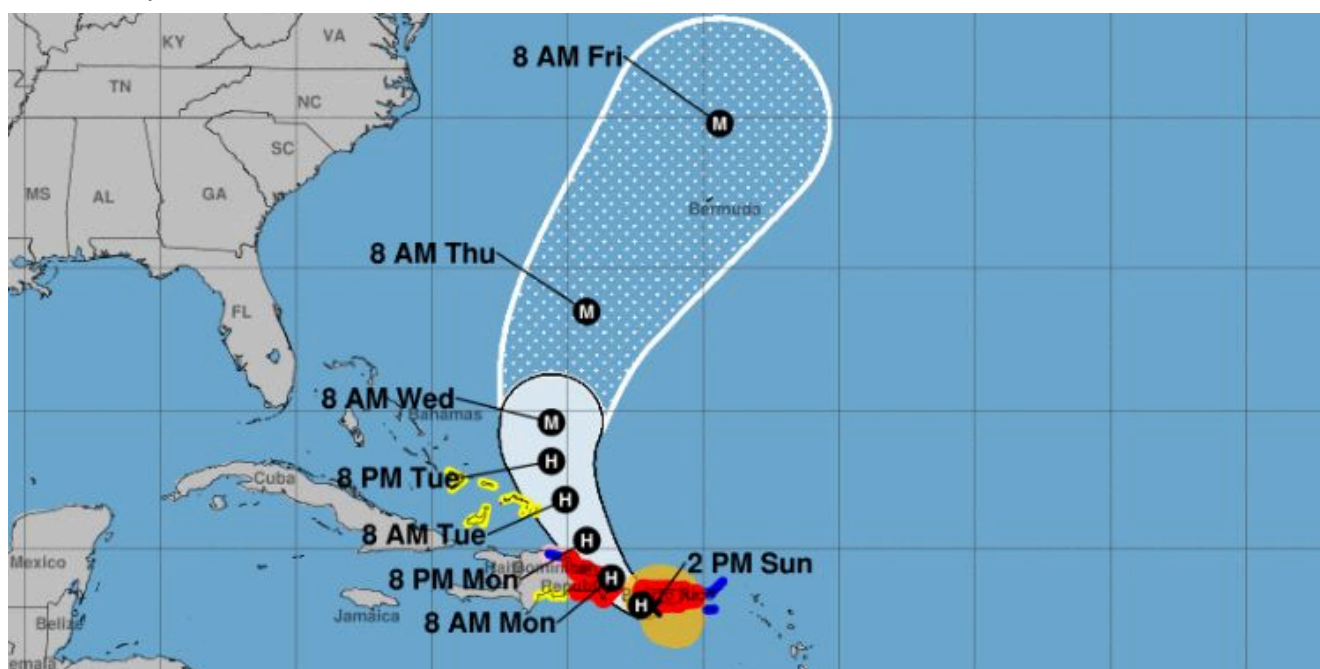 KY
VA
8 AM Fri
TN
NC
M
SC
MS
AL
GA
Bermuda
8 AM Thu
M
FL
8 AM Wed
Bahamas
M
8 PM Tue
H
Cuba
H
8 AM Tue
Mexico
H
2 PM Sun
8 PM Mon
H
H
Jamaica
8 AM Mon
Belize